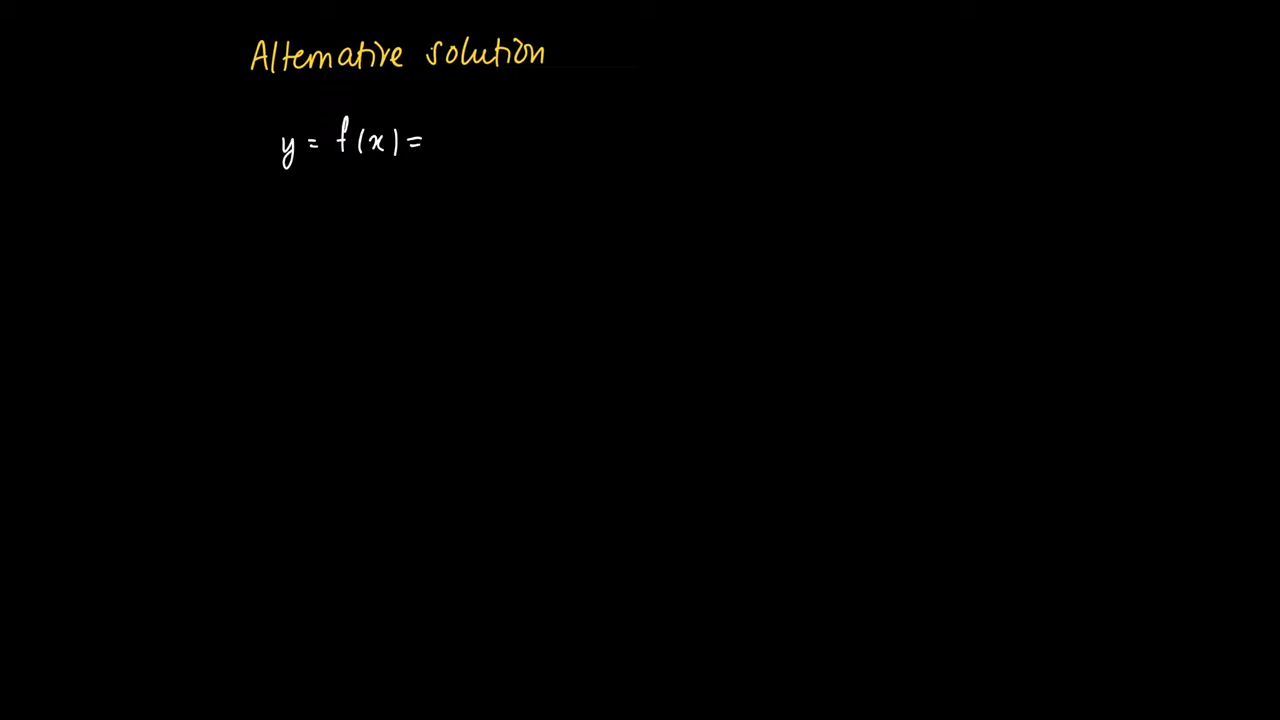 Alternative solution
y = f(x) =